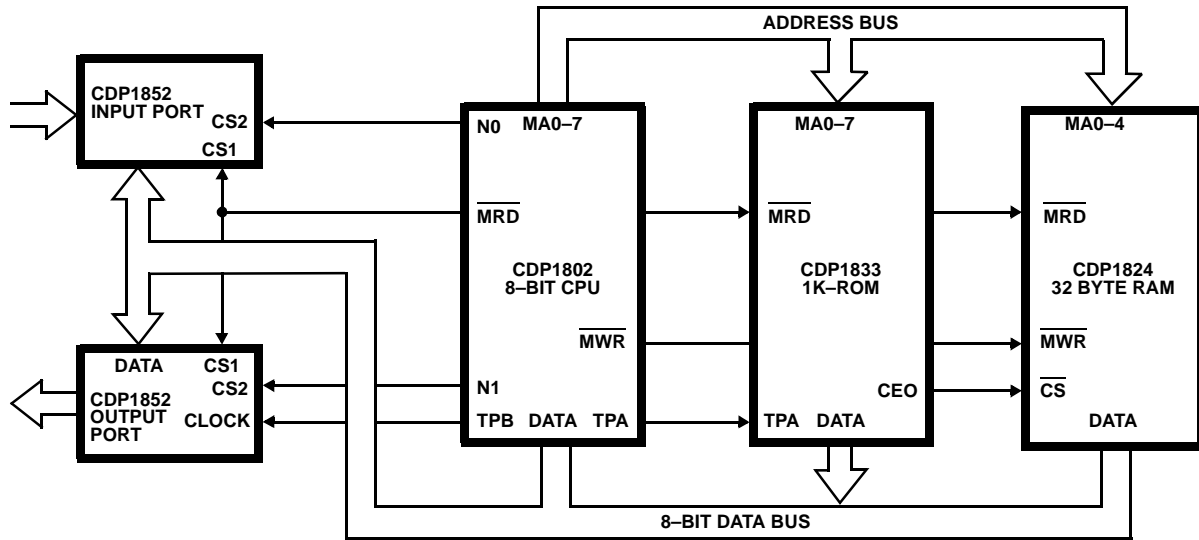 ADDRESS BUS
CDP1852
INPUT PORT
CS2
CS1
N0
MA0–7
MRD
CDP1802
8–BIT CPU
MWR
N1
TPB
DATA
TPA
MA0–7
MRD
CDP1833
1K–ROM
CEO
TPA
DATA
MA0–4
MRD
CDP1824
32 BYTE RAM
MWR
CS
DATA
DATA
CS1
CS2
CDP1852
OUTPUT
PORT
CLOCK
8–BIT DATA BUS